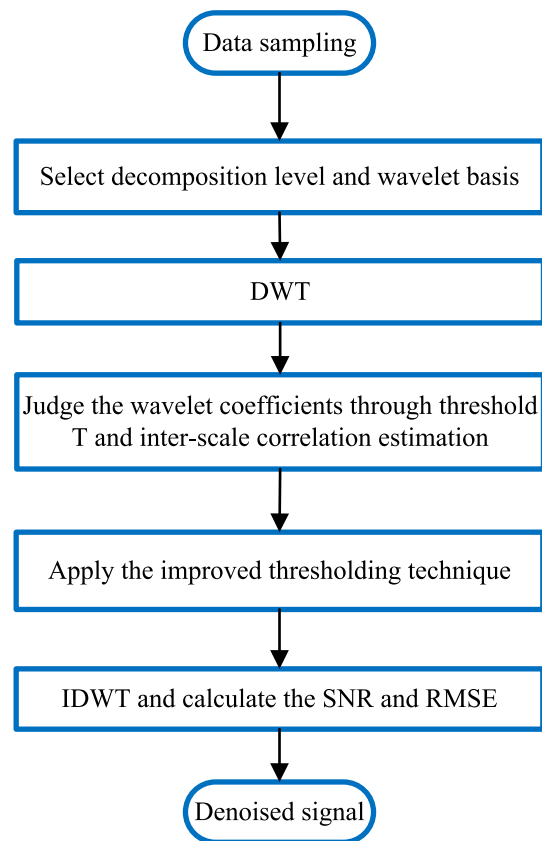 Data sampling
Select decomposition level and wavelet basis
DWT
Judge the wavelet coefficients through threshold
T and inter-scale correlation estimation
Apply the improved thresholding technique
IDWT and calculate the SNR and RMSE
Denoised signal